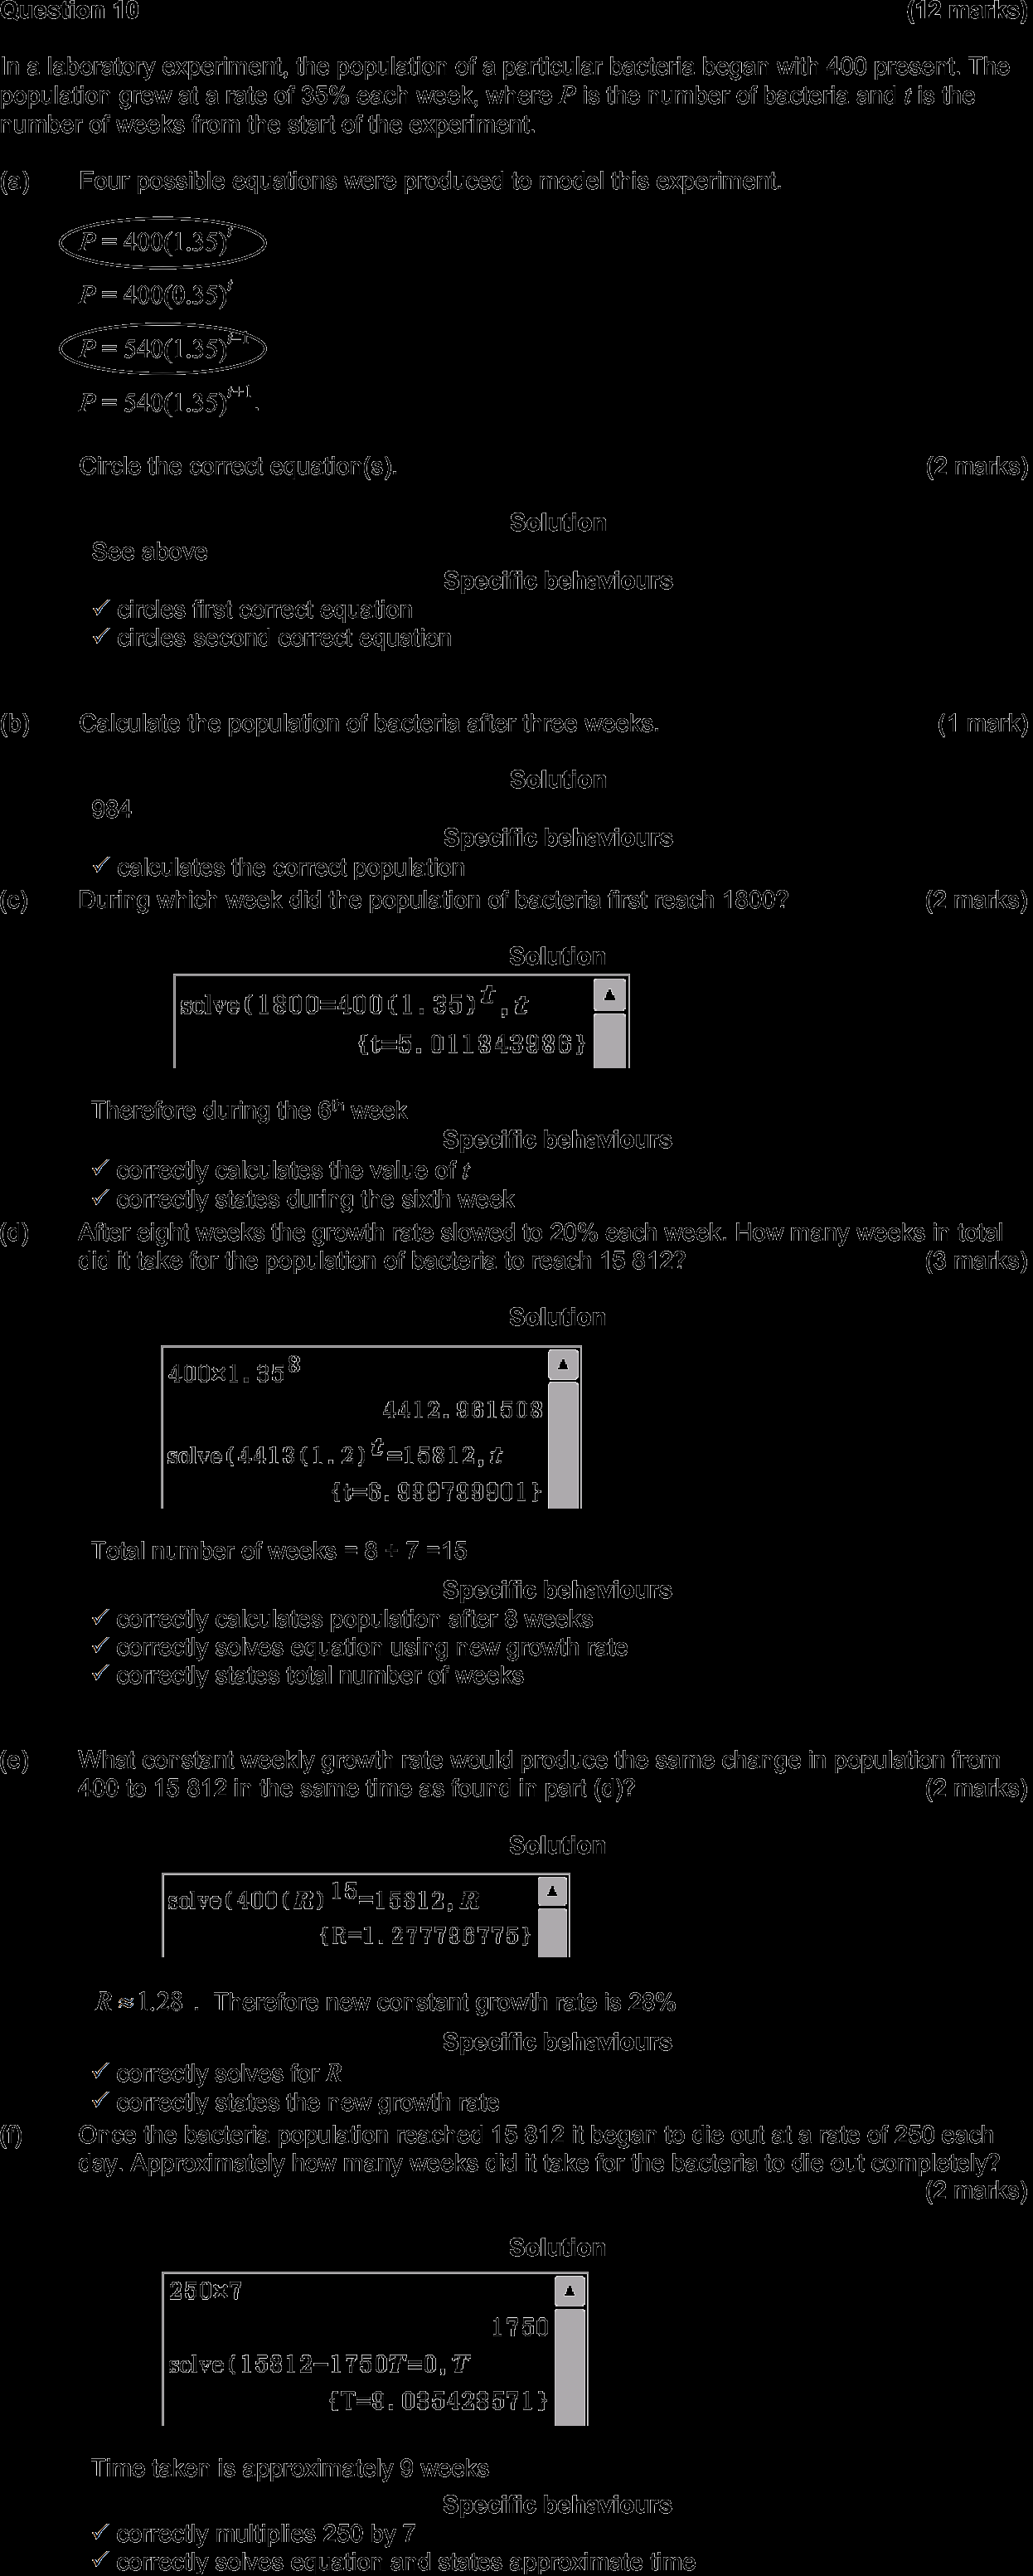 Question 10 (12 marks)
In a laboratory experiment, the population of a particular bacteria began with 400 present. The
population grew at a rate of 35% each week, where P is the number of bacteria and t is the
number of weeks from the start of the experiment.
(a) Four possible equations were produced to model this experiment.
P = 400(1.35)^t
P = 400(0.35)^t
P = 540(1.35)^{t−1}
P = 540(1.35)^{t+1}.
Circle the correct equation(s). (2 marks)
Solution
See above
Specific behaviours
✓ circles first correct equation
✓ circles second correct equation
(b) Calculate the population of bacteria after three weeks. (1 mark)
Solution
984
Specific behaviours
✓ calculates the correct population
(c) During which week did the population of bacteria first reach 1800? (2 marks)
Solution
solve(1800=400(1.35)^t,t
{t=5.011843986}
Therefore during the 6th week
Specific behaviours
✓ correctly calculates the value of t
✓ correctly states during the sixth week
(d) After eight weeks the growth rate slowed to 20% each week. How many weeks in total
did it take for the population of bacteria to reach 15 812? (3 marks)
Solution
400×1.35^8
4412.961508
solve(4413(1.2)^t=15812,t
{t=6.999799901}
Total number of weeks = 8 + 7 =15
Specific behaviours
✓ correctly calculates population after 8 weeks
✓ correctly solves equation using new growth rate
✓ correctly states total number of weeks
(e) What constant weekly growth rate would produce the same change in population from
400 to 15 812 in the same time as found in part (d)? (2 marks)
Solution
solve(400(R)^15=15812,R
{R=1.277796775}
R ≈ 1.28 . Therefore new constant growth rate is 28%
Specific behaviours
✓ correctly solves for R
✓ correctly states the new growth rate
(f) Once the bacteria population reached 15 812 it began to die out at a rate of 250 each
day. Approximately how many weeks did it take for the bacteria to die out completely?
(2 marks)
Solution
250×7
1750
solve(15812−1750T=0,T
{T=9.035428571}
Time taken is approximately 9 weeks
Specific behaviours
✓ correctly multiplies 250 by 7
✓ correctly solves equation and states approximate time